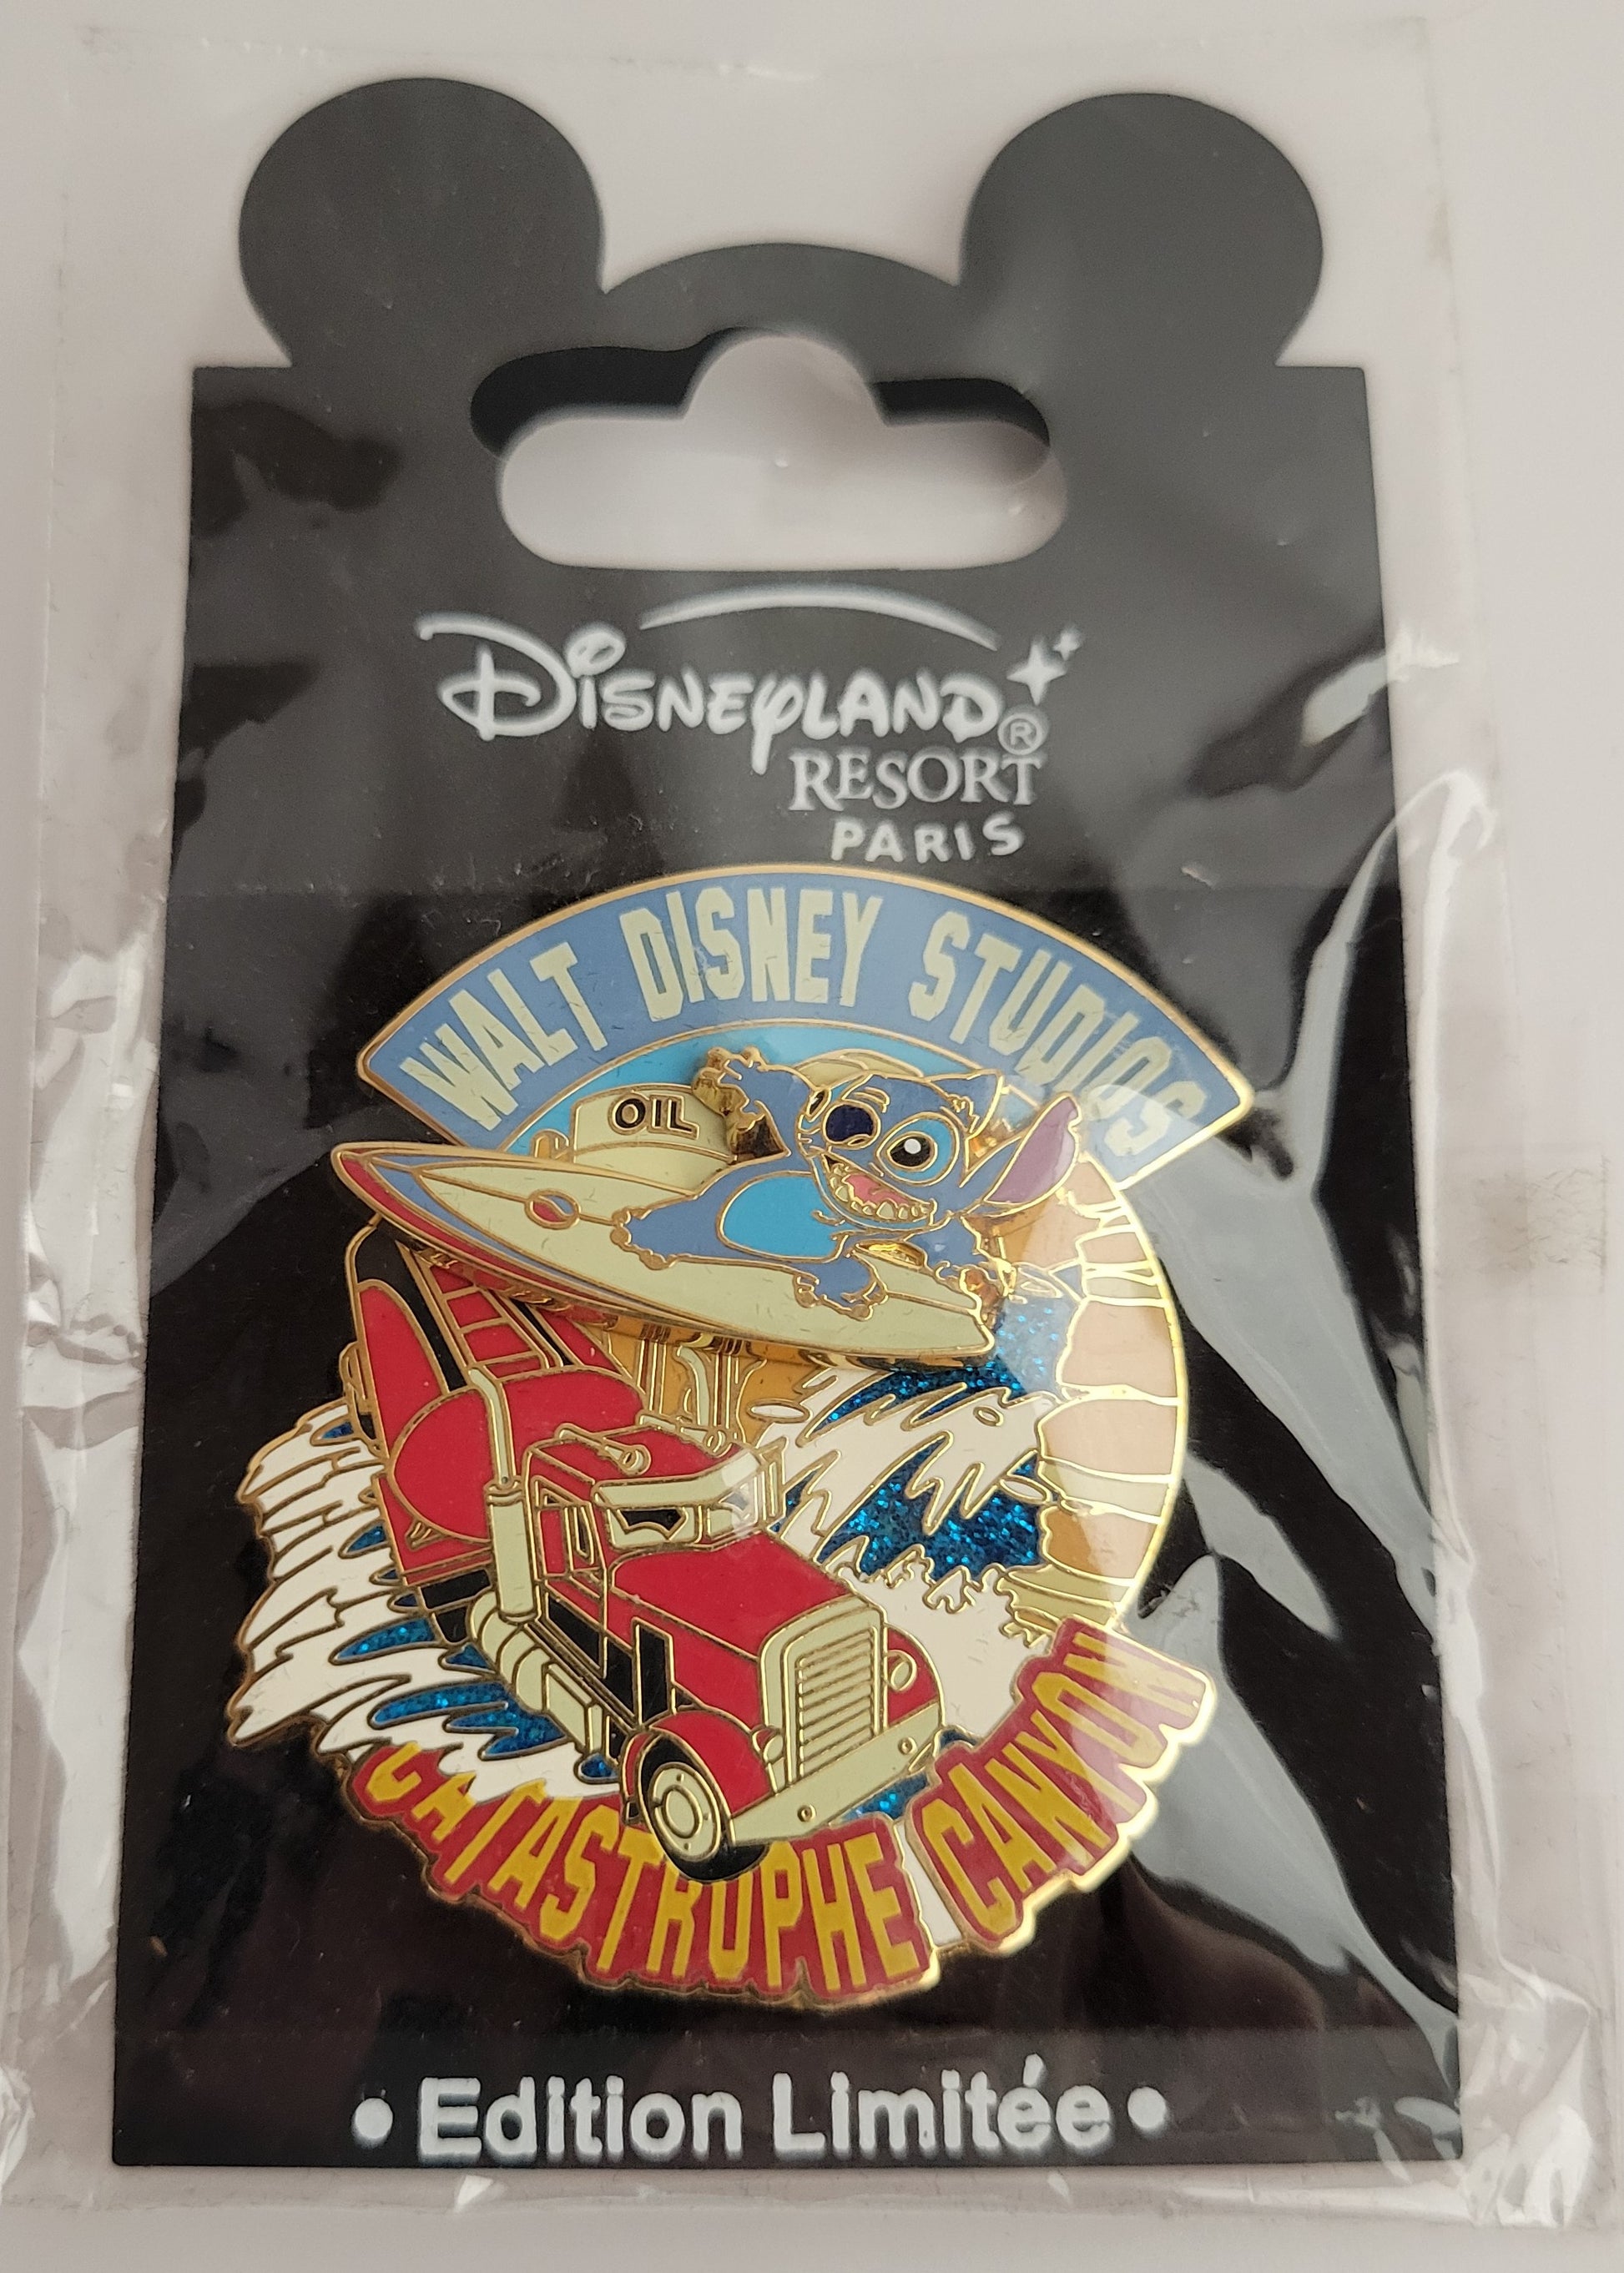 Disneyland®
RESORT
PARIS
WALT DISNEY STUDIOS
OIL
CATASTROPHE CANYON
• Edition Limitée •